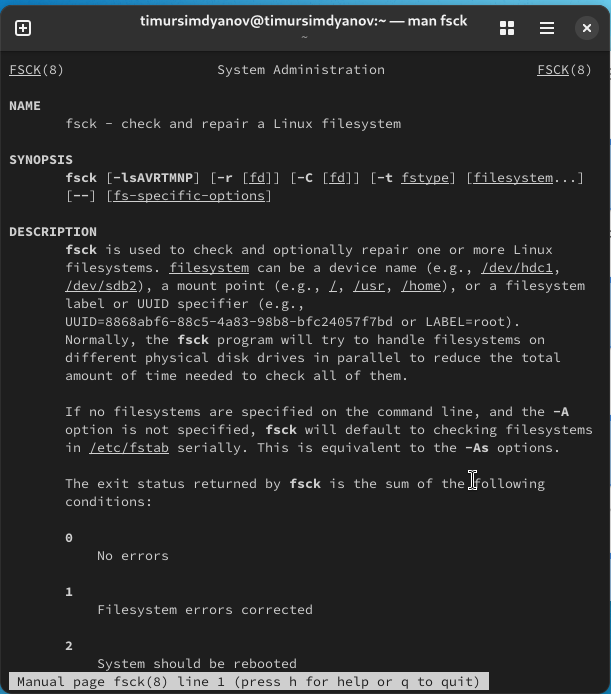 timursimdyanov@timursimdyanov:~ — man fsck
~
FSCK(8) System Administration FSCK(8)
NAME
fsck - check and repair a Linux filesystem
SYNOPSIS
fsck [-lsAVRTMNP] [-r [fd]] [-C [fd]] [-t fstype] [filesystem...]
[--] [fs-specific-options]
DESCRIPTION
fsck is used to check and optionally repair one or more Linux
filesystems. filesystem can be a device name (e.g., /dev/hdc1,
/dev/sdb2), a mount point (e.g., /, /usr, /home), or a filesystem
label or UUID specifier (e.g.,
UUID=8868abf6-88c5-4a83-98b8-bfc24057f7bd or LABEL=root).
Normally, the fsck program will try to handle filesystems on
different physical disk drives in parallel to reduce the total
amount of time needed to check all of them.
If no filesystems are specified on the command line, and the -A
option is not specified, fsck will default to checking filesystems
in /etc/fstab serially. This is equivalent to the -As options.
The exit status returned by fsck is the sum of the following
conditions:
0
No errors
1
Filesystem errors corrected
2
System should be rebooted
Manual page fsck(8) line 1 (press h for help or q to quit)